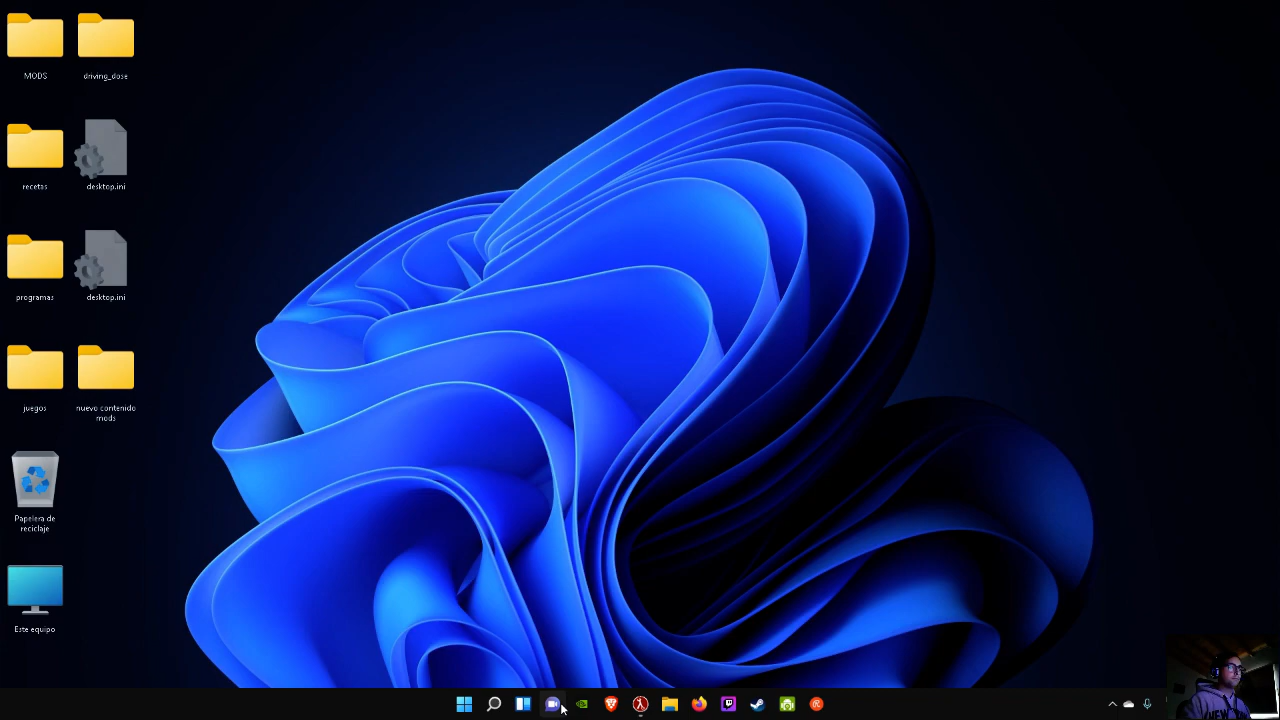 MODS
driving_dose
recetas
desktop.ini
programas
desktop.ini
juegos
nuevo contenido
mods
Papelera de
reciclaje
Este equipo